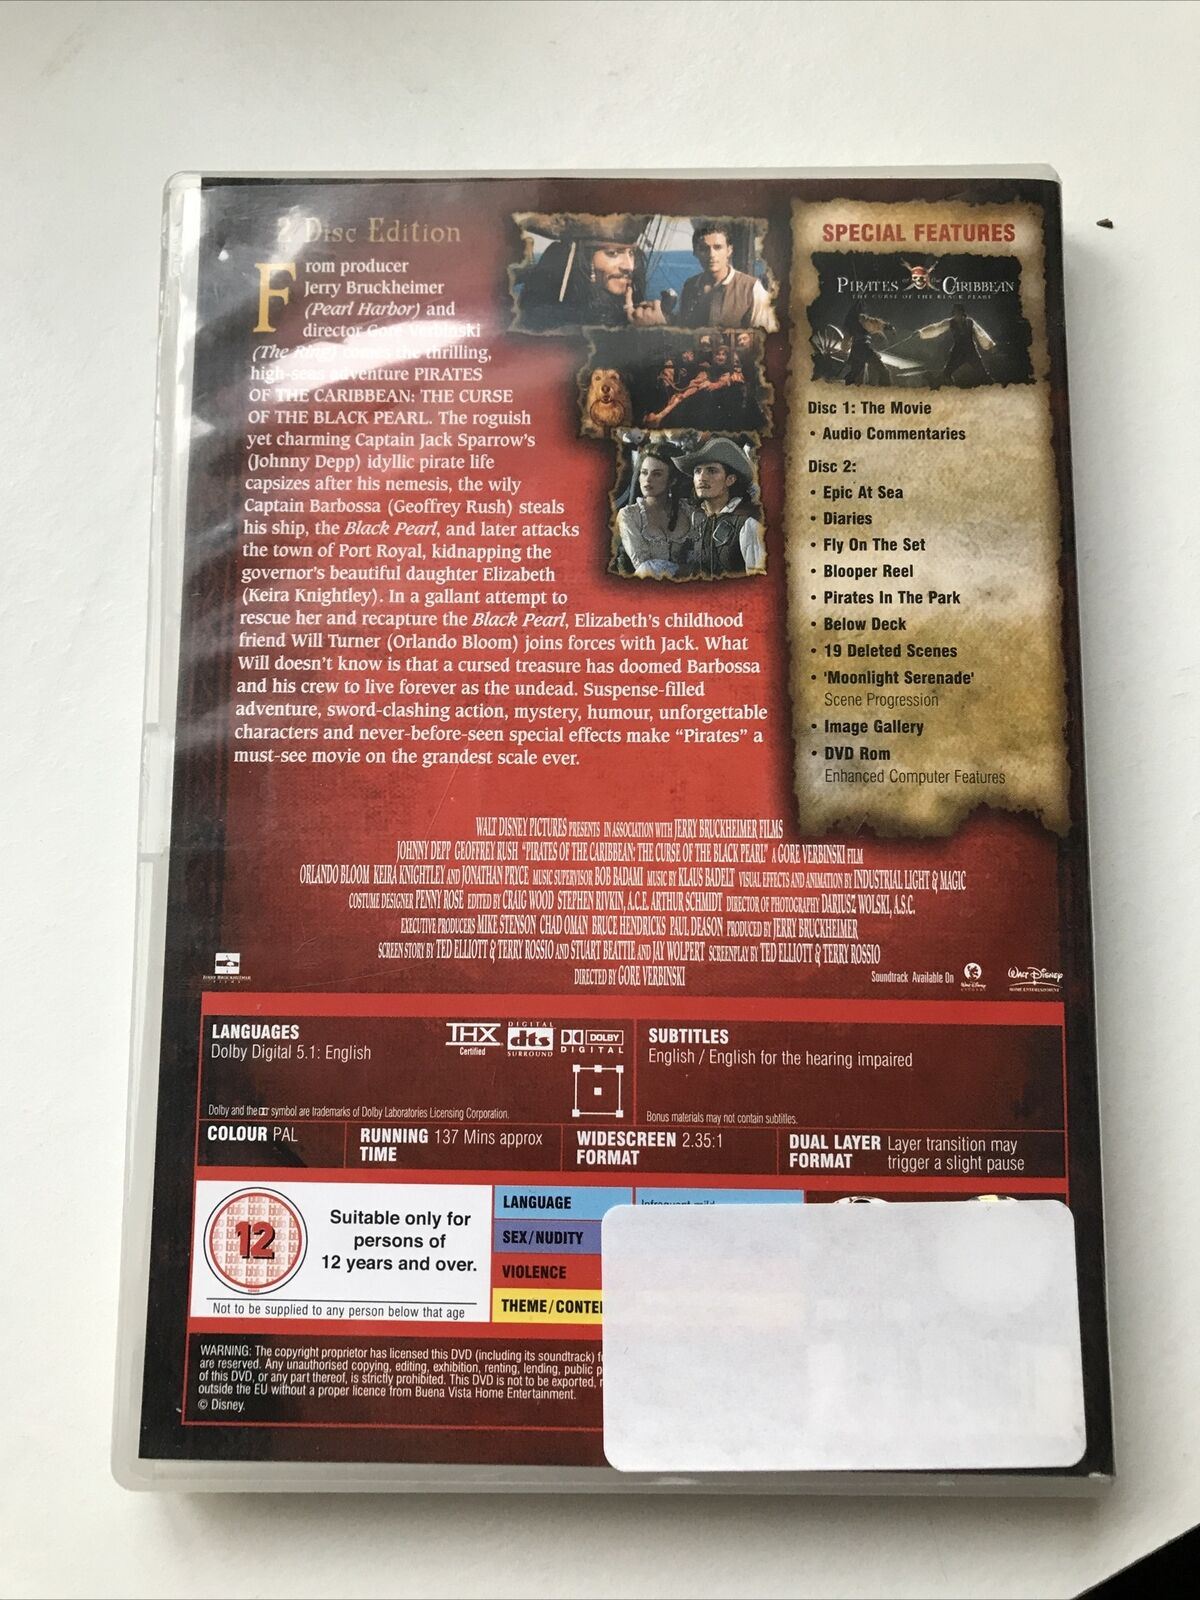 2 Disc Edition
From producer
Jerry Bruckheimer
(Pearl Harbor) and
director Gore Verbinski
(The Ring) comes the thrilling,
high-seas adventure PIRATES
OF THE CARIBBEAN: THE CURSE
OF THE BLACK PEARL. The roguish
yet charming Captain Jack Sparrow's
(Johnny Depp) idyllic pirate life
capsizes after his nemesis, the wily
Captain Barbossa (Geoffrey Rush) steals
his ship, the Black Pearl, and later attacks
the town of Port Royal, kidnapping the
governor's beautiful daughter Elizabeth
(Keira Knightley). In a gallant attempt to
rescue her and recapture the Black Pearl, Elizabeth's childhood
friend Will Turner (Orlando Bloom) joins forces with Jack. What
Will doesn't know is that a cursed treasure has doomed Barbossa
and his crew to live forever as the undead. Suspense-filled
adventure, sword-clashing action, mystery, humour, unforgettable
characters and never-before-seen special effects make “Pirates” a
must-see movie on the grandest scale ever.
SPECIAL FEATURES
PIRATES OF THE CARIBBEAN
THE CURSE OF THE BLACK PEARL
Disc 1: The Movie
• Audio Commentaries
Disc 2:
• Epic At Sea
• Diaries
• Fly On The Set
• Blooper Reel
• Pirates In The Park
• Below Deck
• 19 Deleted Scenes
• 'Moonlight Serenade'
Scene Progression
• Image Gallery
• DVD Rom
Enhanced Computer Features
WALT DISNEY PICTURES PRESENTS IN ASSOCIATION WITH JERRY BRUCKHEIMER FILMS
JOHNNY DEPP GEOFFREY RUSH “PIRATES OF THE CARIBBEAN: THE CURSE OF THE BLACK PEARL” A GORE VERBINSKI FILM
ORLANDO BLOOM KEIRA KNIGHTLEY AND JONATHAN PRYCE MUSIC SUPERVISOR BOB BADAMI MUSIC BY KLAUS BADELT VISUAL EFFECTS AND ANIMATION BY INDUSTRIAL LIGHT & MAGIC
COSTUME DESIGNER PENNY ROSE EDITED BY CRAIG WOOD STEPHEN RIVKIN, A.C.E. ARTHUR SCHMIDT DIRECTOR OF PHOTOGRAPHY DARIUSZ WOLSKI, A.S.C.
EXECUTIVE PRODUCERS MIKE STENSON CHAD OMAN BRUCE HENDRICKS PAUL DEASON PRODUCED BY JERRY BRUCKHEIMER
SCREEN STORY BY TED ELLIOTT & TERRY ROSSIO AND STUART BEATTIE AND JAY WOLPERT SCREENPLAY BY TED ELLIOTT & TERRY ROSSIO
DIRECTED BY GORE VERBINSKI
JERRY BRUCKHEIMER
FILMS
Soundtrack Available On
Walt Disney
RECORDS
Walt Disney
HOME ENTERTAINMENT
LANGUAGES
Dolby Digital 5.1: English
THX
Certified
DIGITAL
dts
SURROUND
DOLBY
DIGITAL
SUBTITLES
English / English for the hearing impaired
Dolby and the symbol are trademarks of Dolby Laboratories Licensing Corporation.
Bonus materials may not contain subtitles.
COLOUR PAL
RUNNING 137 Mins approx
TIME
WIDESCREEN 2.35:1
FORMAT
DUAL LAYER Layer transition may
FORMAT trigger a slight pause
12
Suitable only for
persons of
12 years and over.
Not to be supplied to any person below that age
LANGUAGE
Infrequent mild
SEX/NUDITY
VIOLENCE
THEME/CONTE
WARNING: The copyright proprietor has licensed this DVD (including its soundtrack) f
are reserved. Any unauthorised copying, editing, exhibition, renting, lending, public p
of this DVD, or any part thereof, is strictly prohibited. This DVD is not to be exported, r
outside the EU without a proper licence from Buena Vista Home Entertainment.
© Disney.